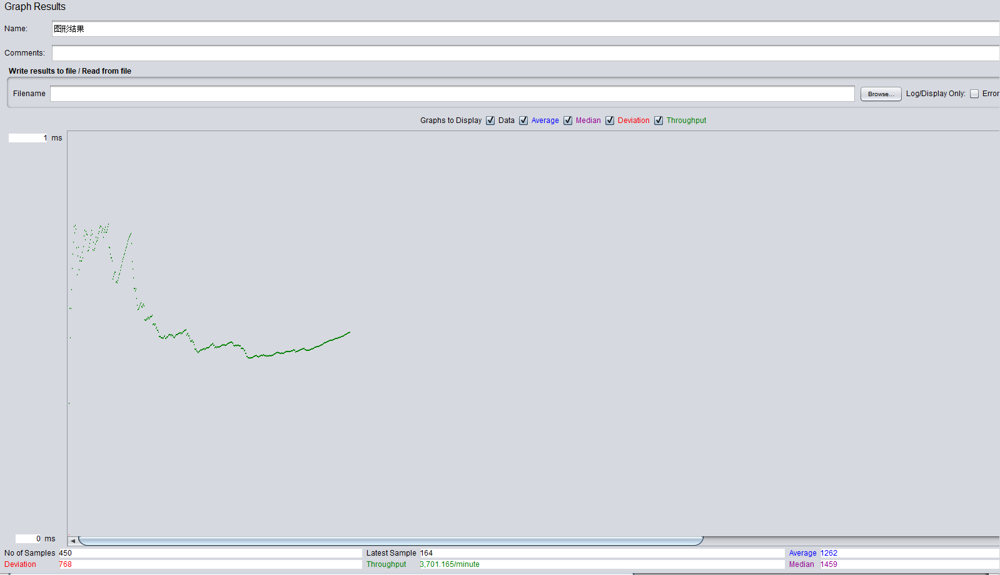 Graph Results
Name: 图形结果
Comments:
Write results to file / Read from file
Filename Browse... Log/Display Only: Error
Graphs to Display Data Average Median Deviation Throughput
1 ms
0 ms
No of Samples 450 Latest Sample 164 Average 1262
Deviation 768 Throughput 3,701.165/minute Median 1459